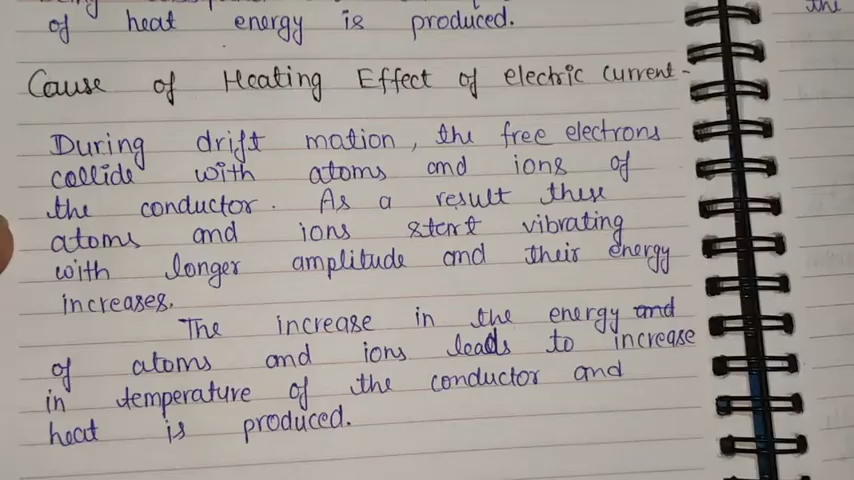 of heat energy is produced.
Cause of Heating Effect of electric current-
During drift motion, the free electrons
collide with atoms and ions of
the conductor. As a result these
atoms and ions start vibrating
with longer amplitude and their energy
increases.
The increase in the energy and
of atoms and ions leads to increase
in temperature of the conductor and
heat is produced.
the